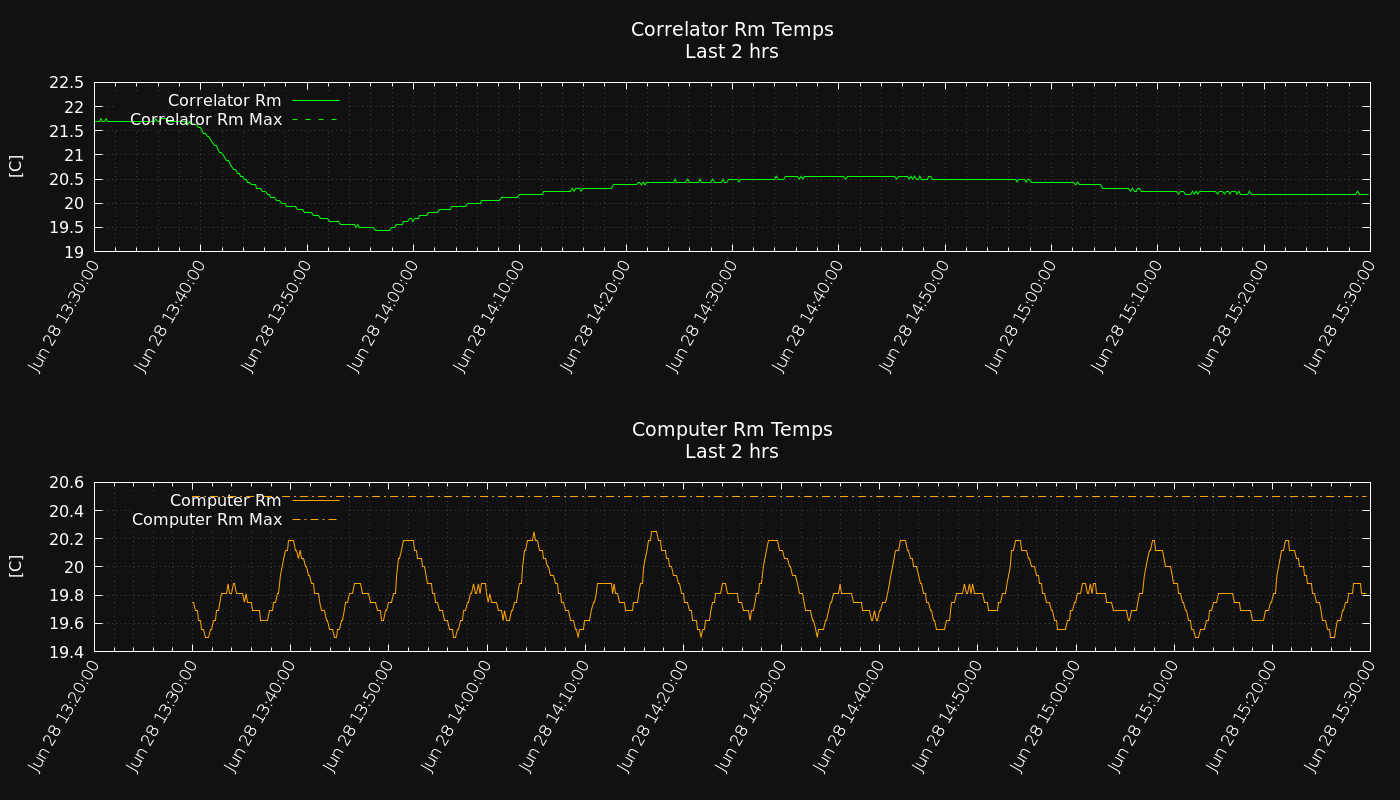 Correlator Rm Temps
Last 2 hrs
22.5
22
21.5
21
20.5
20
19.5
19
[C]
Correlator Rm
Correlator Rm Max
Jun 28 13:30:00
Jun 28 13:40:00
Jun 28 13:50:00
Jun 28 14:00:00
Jun 28 14:10:00
Jun 28 14:20:00
Jun 28 14:30:00
Jun 28 14:40:00
Jun 28 14:50:00
Jun 28 15:00:00
Jun 28 15:10:00
Jun 28 15:20:00
Jun 28 15:30:00
Computer Rm Temps
Last 2 hrs
20.6
20.4
20.2
20
19.8
19.6
19.4
[C]
Computer Rm
Computer Rm Max
Jun 28 13:20:00
Jun 28 13:30:00
Jun 28 13:40:00
Jun 28 13:50:00
Jun 28 14:00:00
Jun 28 14:10:00
Jun 28 14:20:00
Jun 28 14:30:00
Jun 28 14:40:00
Jun 28 14:50:00
Jun 28 15:00:00
Jun 28 15:10:00
Jun 28 15:20:00
Jun 28 15:30:00